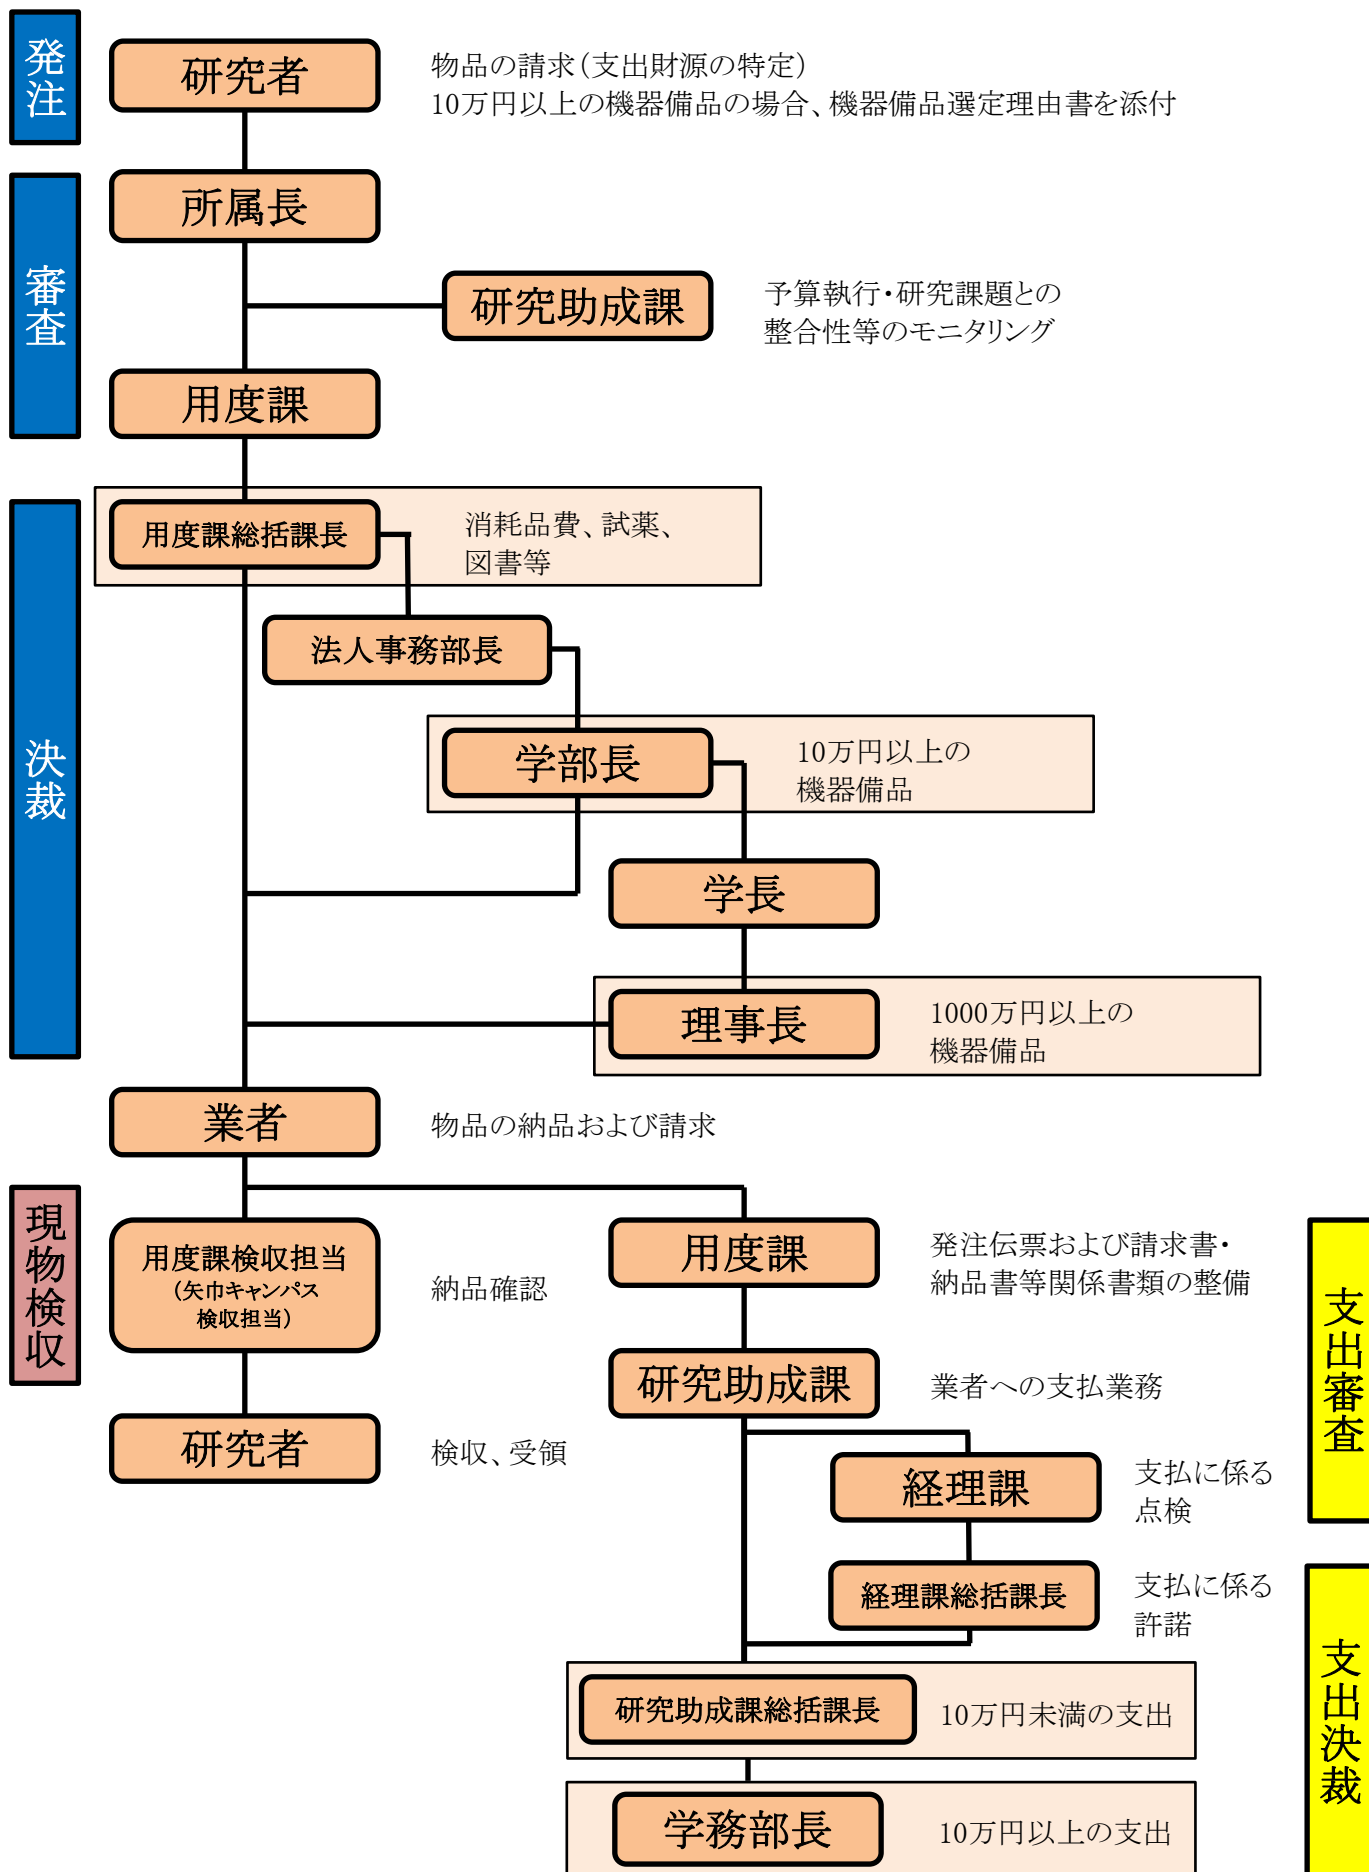 発注
研究者
物品の請求（支出財源の特定）
10万円以上の機器備品の場合、機器備品選定理由書を添付
審査
所属長
研究助成課
予算執行・研究課題との
整合性等のモニタリング
用度課
決裁
用度課総括課長
消耗品費、試薬、
図書等
法人事務部長
学部長
10万円以上の
機器備品
学長
理事長
1000万円以上の
機器備品
業者
物品の納品および請求
現物検収
用度課検収担当
（矢巾キャンパス
検収担当）
納品確認
研究者
検収、受領
支出審査
用度課
発注伝票および請求書・
納品書等関係書類の整備
研究助成課
業者への支払業務
経理課
支払に係る
点検
支出決裁
経理課総括課長
支払に係る
許諾
研究助成課総括課長
10万円未満の支出
学務部長
10万円以上の支出